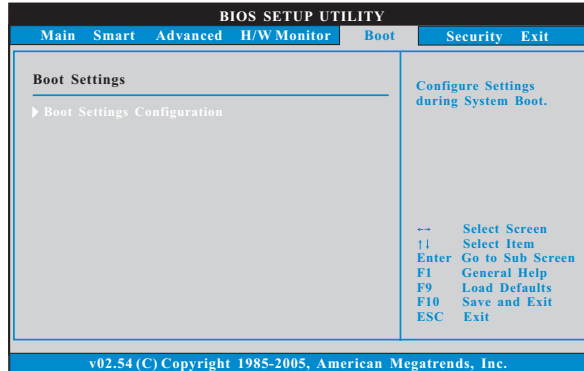 BIOS SETUP UTILITY
Main Smart Advanced H/W Monitor Boot Security Exit
Boot Settings
Boot Settings Configuration
Configure Settings
during System Boot.
←→ Select Screen
↑↓ Select Item
Enter Go to Sub Screen
F1 General Help
F9 Load Defaults
F10 Save and Exit
ESC Exit
v02.54 (C) Copyright 1985-2005, American Megatrends, Inc.